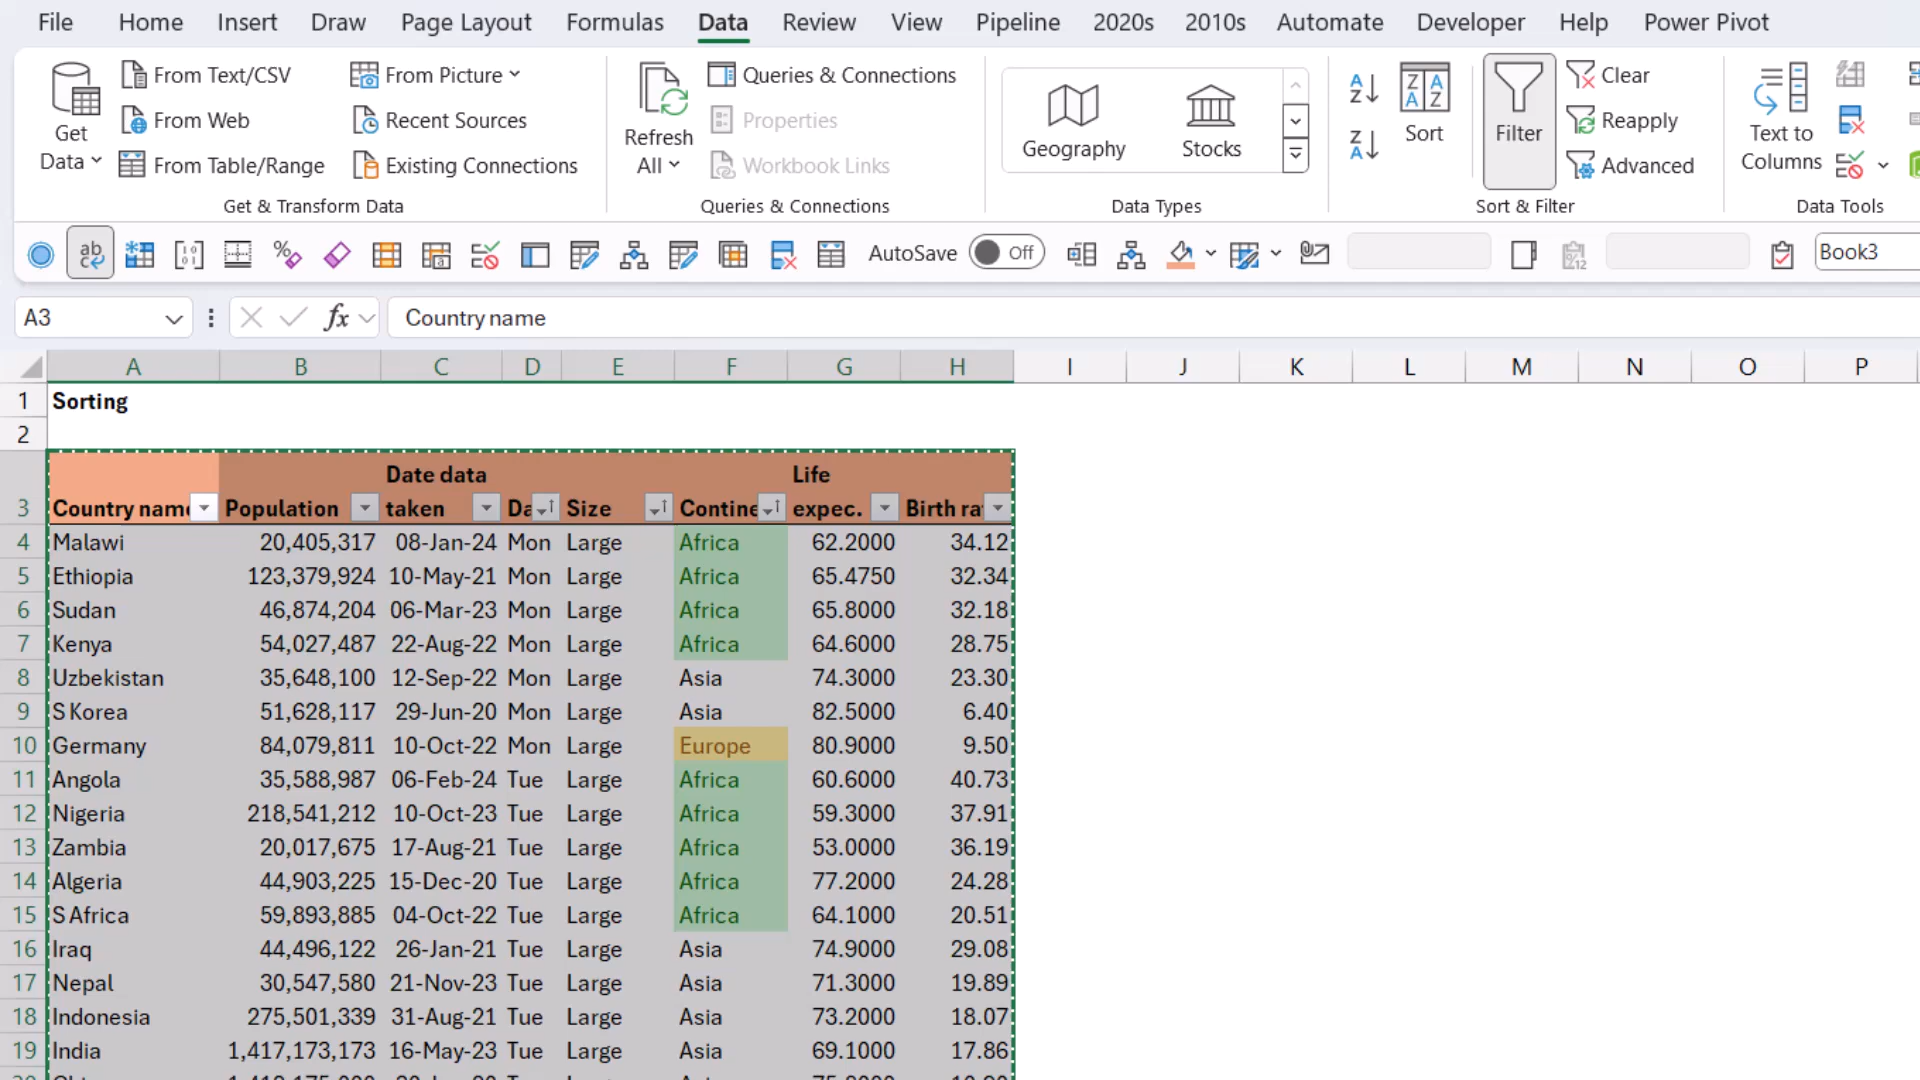 File Home Insert Draw Page Layout Formulas Data Review View Pipeline 2020s 2010s Automate Developer Help Power Pivot
Get Data
From Text/CSV
From Web
From Table/Range
From Picture
Recent Sources
Existing Connections
Get & Transform Data
Refresh All
Queries & Connections
Properties
Workbook Links
Queries & Connections
Geography
Stocks
Data Types
Sort
Filter
Clear
Reapply
Advanced
Sort & Filter
Text to Columns
Data Tools
AutoSave Off Book3
A3 fx Country name
A B C D E F G H I J K L M N O P
1 Sorting
2
Date data Life
3 Country name Population taken Da Size Contine expec. Birth ra
4 Malawi 20,405,317 08-Jan-24 Mon Large Africa 62.2000 34.12
5 Ethiopia 123,379,924 10-May-21 Mon Large Africa 65.4750 32.34
6 Sudan 46,874,204 06-Mar-23 Mon Large Africa 65.8000 32.18
7 Kenya 54,027,487 22-Aug-22 Mon Large Africa 64.6000 28.75
8 Uzbekistan 35,648,100 12-Sep-22 Mon Large Asia 74.3000 23.30
9 S Korea 51,628,117 29-Jun-20 Mon Large Asia 82.5000 6.40
10 Germany 84,079,811 10-Oct-22 Mon Large Europe 80.9000 9.50
11 Angola 35,588,987 06-Feb-24 Tue Large Africa 60.6000 40.73
12 Nigeria 218,541,212 10-Oct-23 Tue Large Africa 59.3000 37.91
13 Zambia 20,017,675 17-Aug-21 Tue Large Africa 53.0000 36.19
14 Algeria 44,903,225 15-Dec-20 Tue Large Africa 77.2000 24.28
15 S Africa 59,893,885 04-Oct-22 Tue Large Africa 64.1000 20.51
16 Iraq 44,496,122 26-Jan-21 Tue Large Asia 74.9000 29.08
17 Nepal 30,547,580 21-Nov-23 Tue Large Asia 71.3000 19.89
18 Indonesia 275,501,339 31-Aug-21 Tue Large Asia 73.2000 18.07
19 India 1,417,173,173 16-May-23 Tue Large Asia 69.1000 17.86